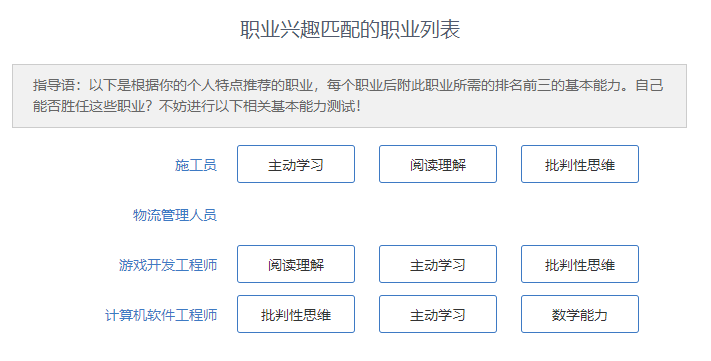 职业兴趣匹配的职业列表
指导语：以下是根据你的个人特点推荐的职业，每个职业后附此职业所需的排名前三的基本能力。自己
能否胜任这些职业？不妨进行以下相关基本能力测试！
施工员 主动学习 阅读理解 批判性思维
物流管理人员
游戏开发工程师 阅读理解 主动学习 批判性思维
计算机软件工程师 批判性思维 主动学习 数学能力